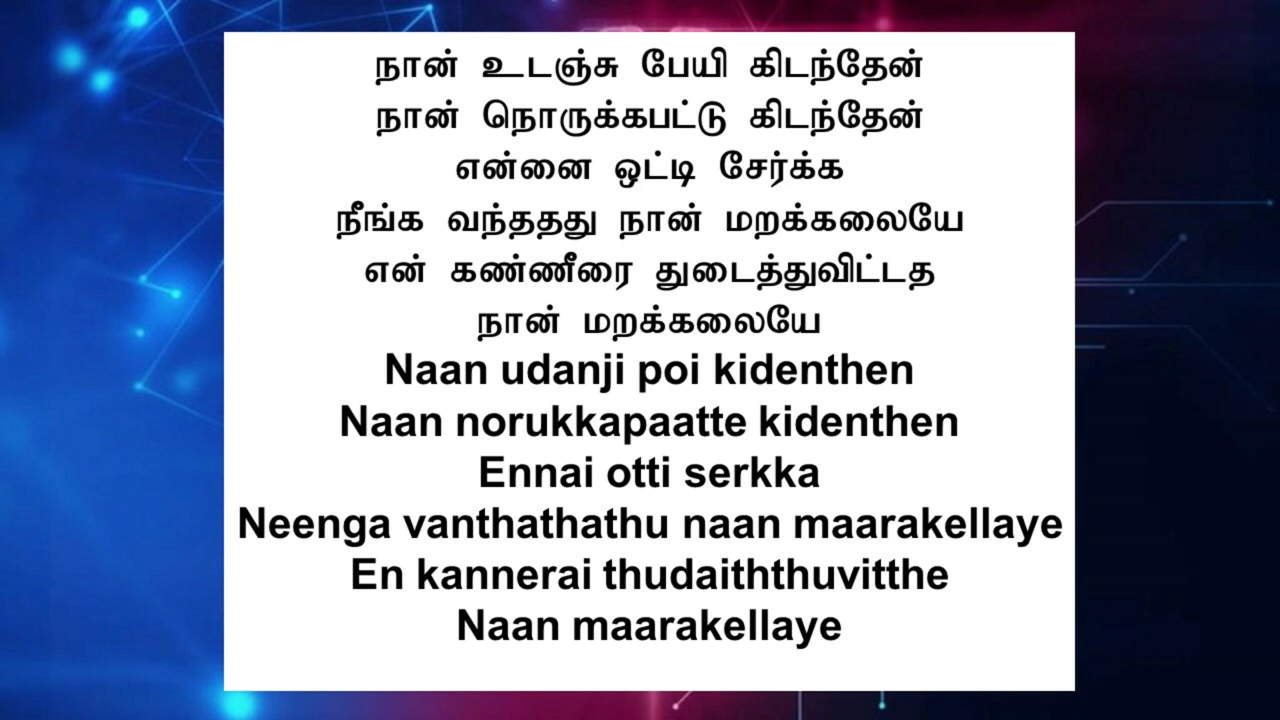 நான் உடஞ்சு பேயி கிடந்தேன்
நான் நொருக்கபட்டு கிடந்தேன்
என்னை ஒட்டி சேர்க்க
நீங்க வந்ததது நான் மறக்கலையே
என் கண்ணீரை துடைத்துவிட்டத
நான் மறக்கலையே
Naan udanji poi kidenthen
Naan norukkapaatte kidenthen
Ennai otti serkka
Neenga vanthathathu naan maarakellaye
En kannerai thudaiththuvitthe
Naan maarakellaye